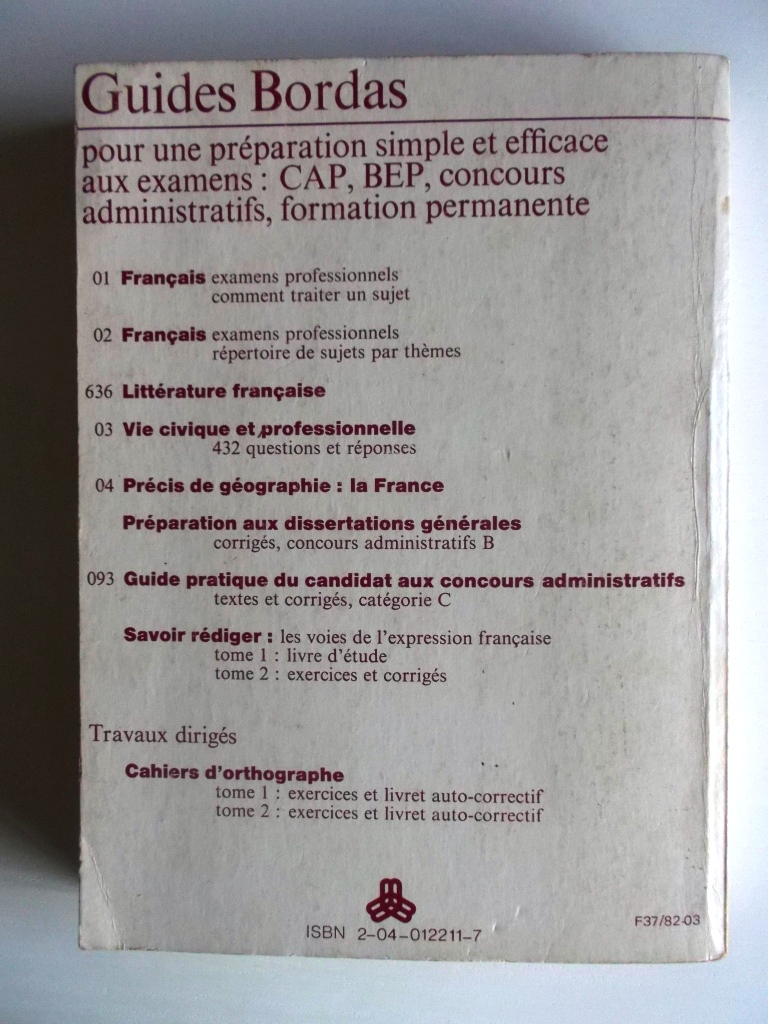 Guides Bordas
pour une préparation simple et efficace
aux examens : CAP, BEP, concours
administratifs, formation permanente
01 Français examens professionnels
comment traiter un sujet
02 Français examens professionnels
répertoire de sujets par thèmes
636 Littérature française
03 Vie civique et professionnelle
432 questions et réponses
04 Précis de géographie : la France
Préparation aux dissertations générales
corrigés, concours administratifs B
093 Guide pratique du candidat aux concours administratifs
textes et corrigés, catégorie C
Savoir rédiger : les voies de l'expression française
tome 1 : livre d'étude
tome 2 : exercices et corrigés
Travaux dirigés
Cahiers d'orthographe
tome 1 : exercices et livret auto-correctif
tome 2 : exercices et livret auto-correctif
ISBN 2-04-012211-7
F37/82-03